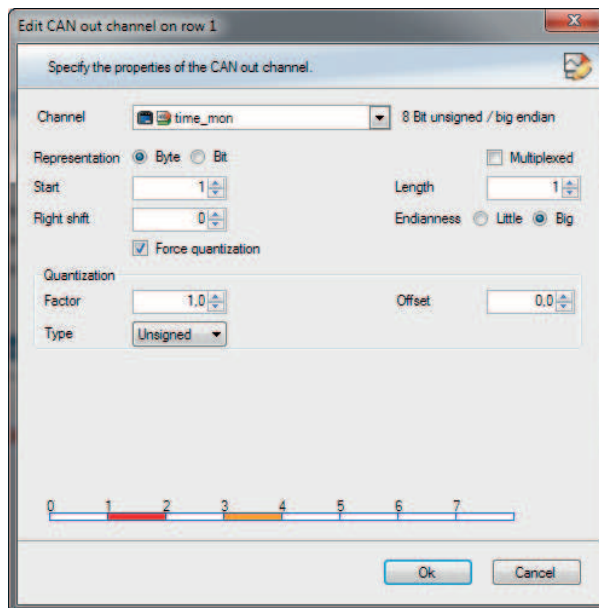 Edit CAN out channel on row 1
Specify the properties of the CAN out channel.
Channel time_mon 8 Bit unsigned / big endian
Representation Byte Bit Multiplexed
Start 1 Length 1
Right shift 0 Endianness Little Big
Force quantization
Quantization
Factor 1,0 Offset 0,0
Type Unsigned
0 1 2 3 4 5 6 7
Ok Cancel